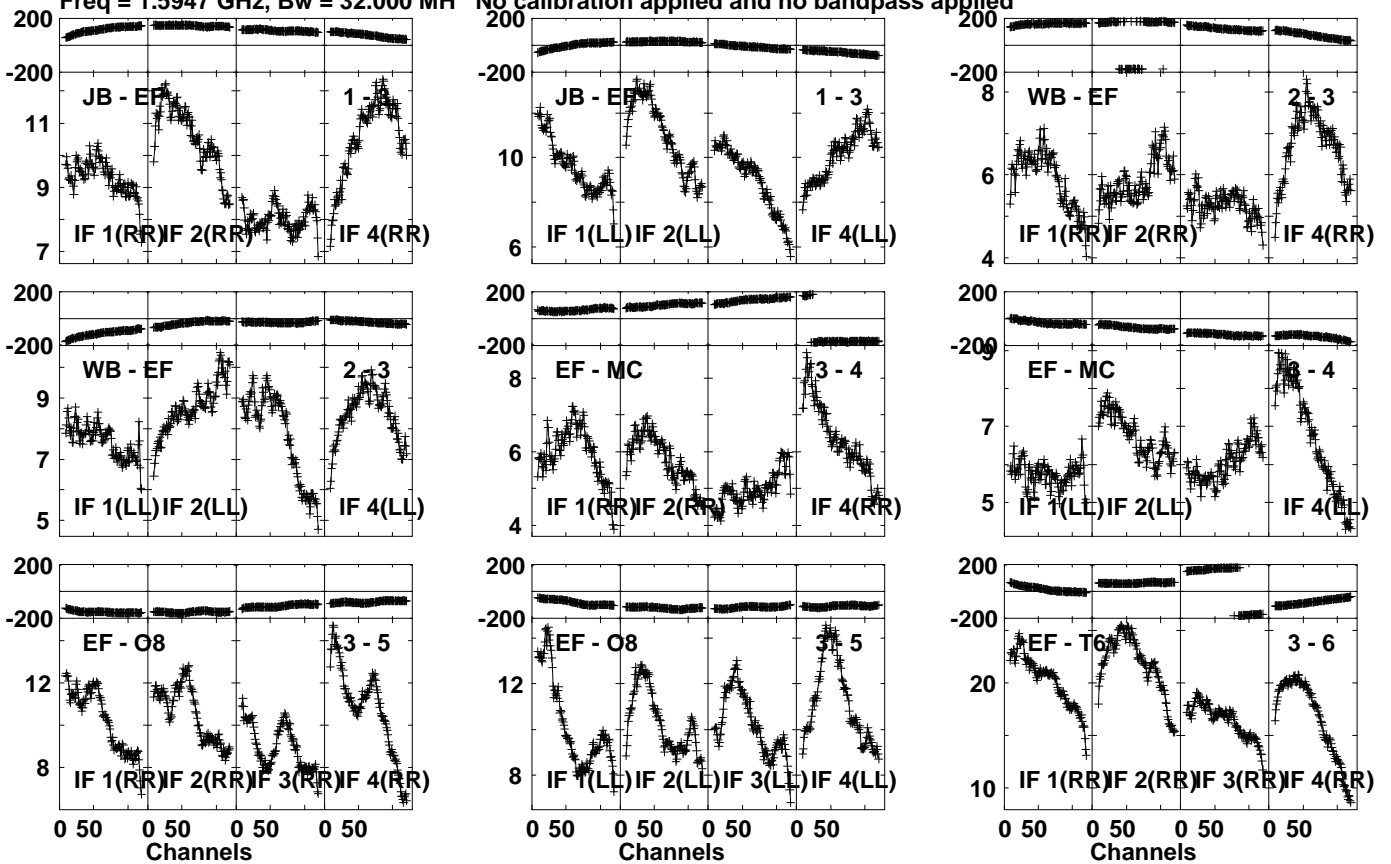 Freq = 1.5947 GHz, Bw = 32.000 MH No calibration applied and no bandpass applied
200
-200
JB - EF 1 - 3
11
9
7
IF 1(RR) IF 2(RR) IF 4(RR)
200
-200
JB - EF 1 - 3
10
6
IF 1(LL) IF 2(LL) IF 4(LL)
200
-200
WB - EF 2 - 3
8
6
4
IF 1(RR) IF 2(RR) IF 4(RR)
200
-200
WB - EF 2 - 3
9
7
5
IF 1(LL) IF 2(LL) IF 4(LL)
200
-200
EF - MC 3 - 4
8
6
4
IF 1(RR) IF 2(RR) IF 4(RR)
200
-200
9
EF - MC 3 - 4
7
5
IF 1(LL) IF 2(LL) IF 4(LL)
200
-200
EF - O8 3 - 5
12
8
IF 1(RR) IF 2(RR) IF 3(RR) IF 4(RR)
0 50 0 50 0 50 0 50
Channels
200
-200
EF - O8 3 - 5
12
8
IF 1(LL) IF 2(LL) IF 3(LL) IF 4(LL)
0 50 0 50 0 50 0 50
Channels
200
-200
EF - T6 3 - 6
20
10
IF 1(RR) IF 2(RR) IF 3(RR) IF 4(RR)
0 50 0 50 0 50 0 50
Channels